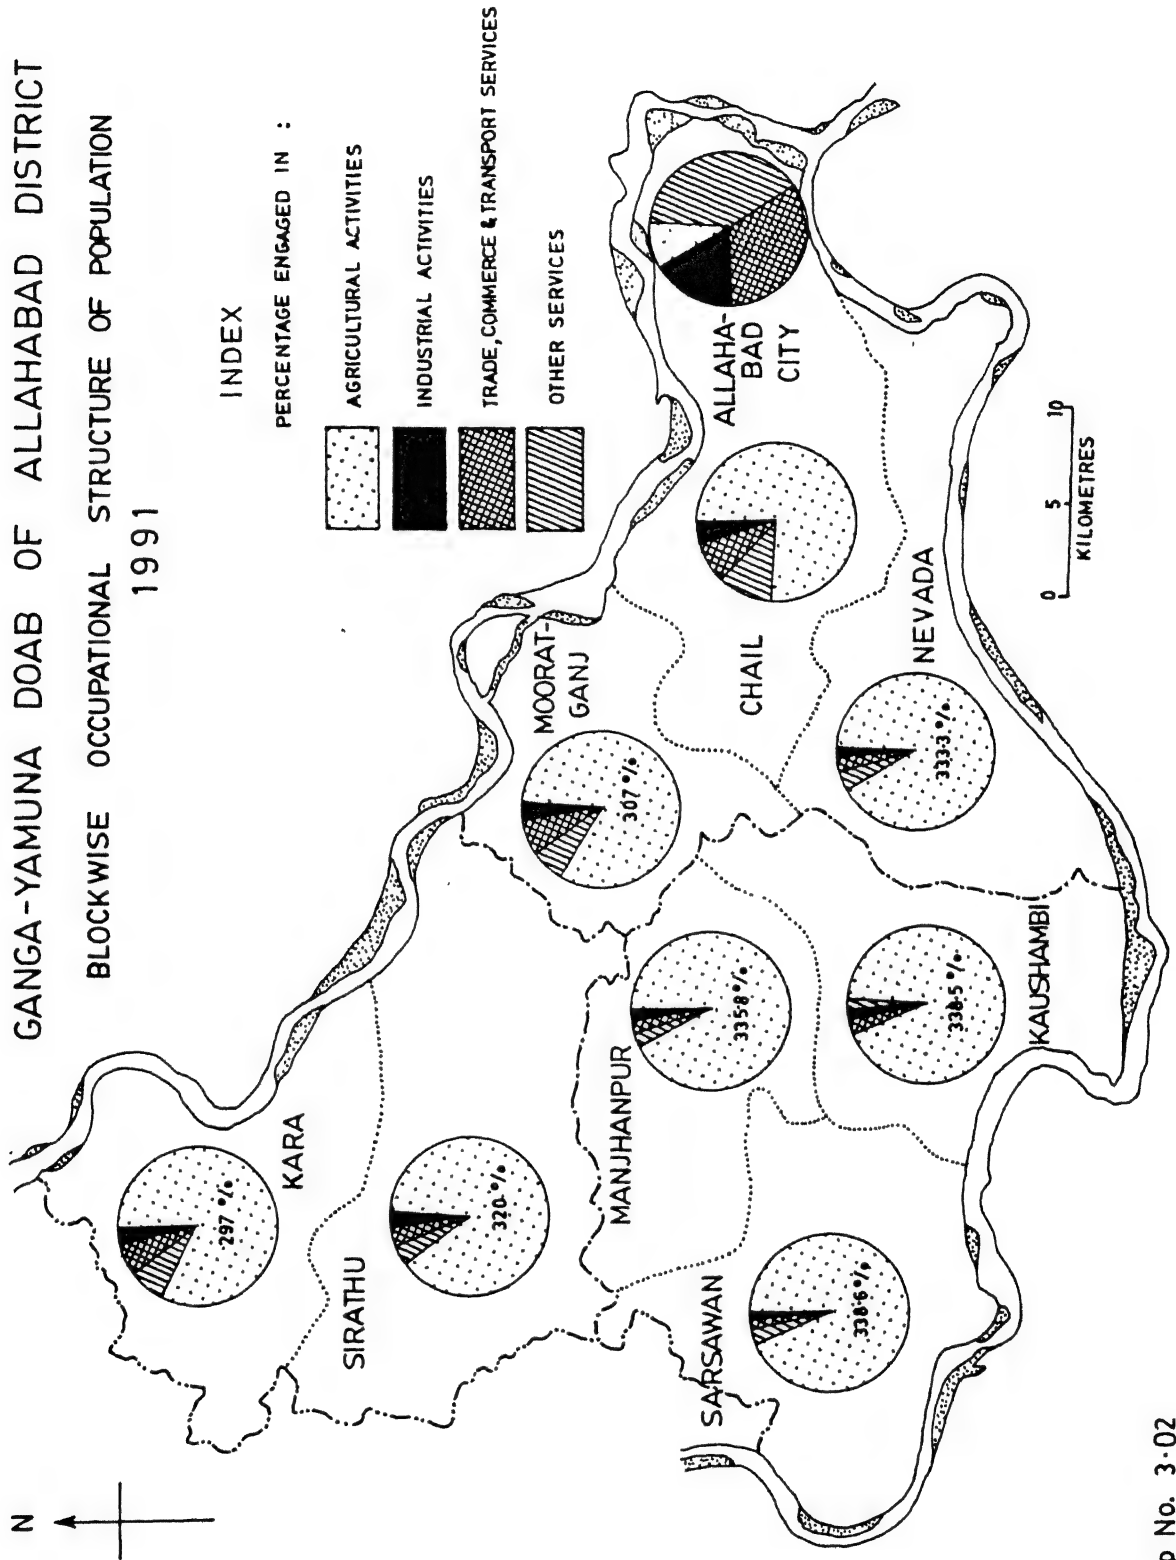 GANGA-YAMUNA DOAB OF ALLAHABAD DISTRICT
BLOCKWISE OCCUPATIONAL STRUCTURE OF POPULATION
1991
INDEX
PERCENTAGE ENGAGED IN :
AGRICULTURAL ACTIVITIES
INDUSTRIAL ACTIVITIES
TRADE, COMMERCE & TRANSPORT SERVICES
OTHER SERVICES
N
KARA
297 %
SIRATHU
320 %
MOORAT-
GANJ
307 %
MANJHANPUR
335·8 %
SARSAWAN
338·6 %
KAUSHAMBI
338·5 %
NEVADA
333·3 %
CHAIL
ALLAHA-
BAD
CITY
0 5 10
KILOMETRES
No. 3·02